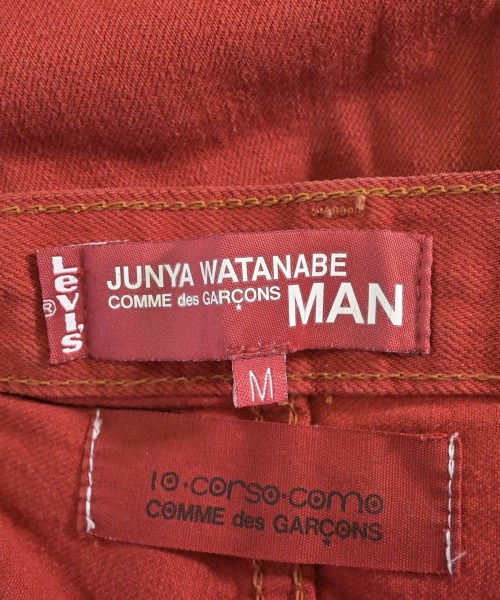 Levi's
®
JUNYA WATANABE
COMME des GARÇONS MAN
M
10·corso·como
COMME des GARÇONS